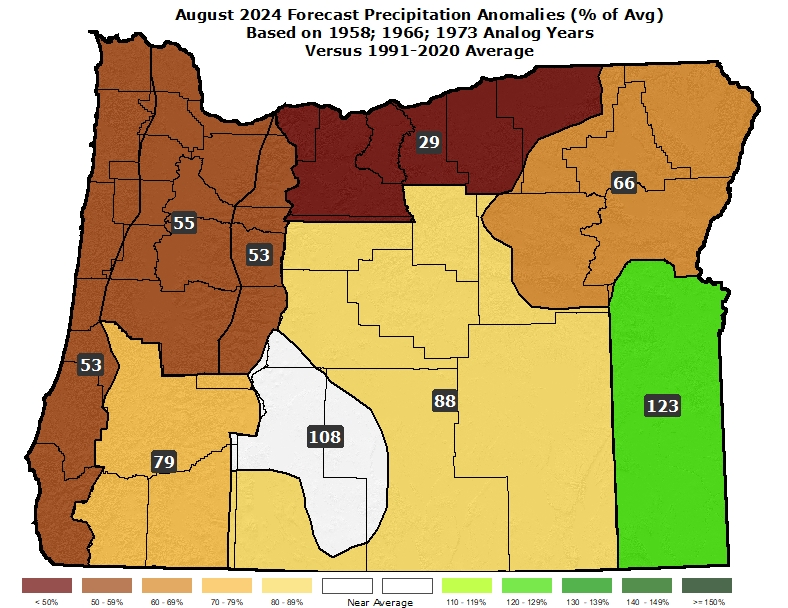 August 2024 Forecast Precipitation Anomalies (% of Avg)
Based on 1958; 1966; 1973 Analog Years
Versus 1991-2020 Average
29
66
55
53
53
88
123
108
79
< 50% 50 - 59% 60 - 69% 70 - 79% 80 - 89% Near Average 110 - 119% 120 - 129% 130 - 139% 140 - 149% >= 150%